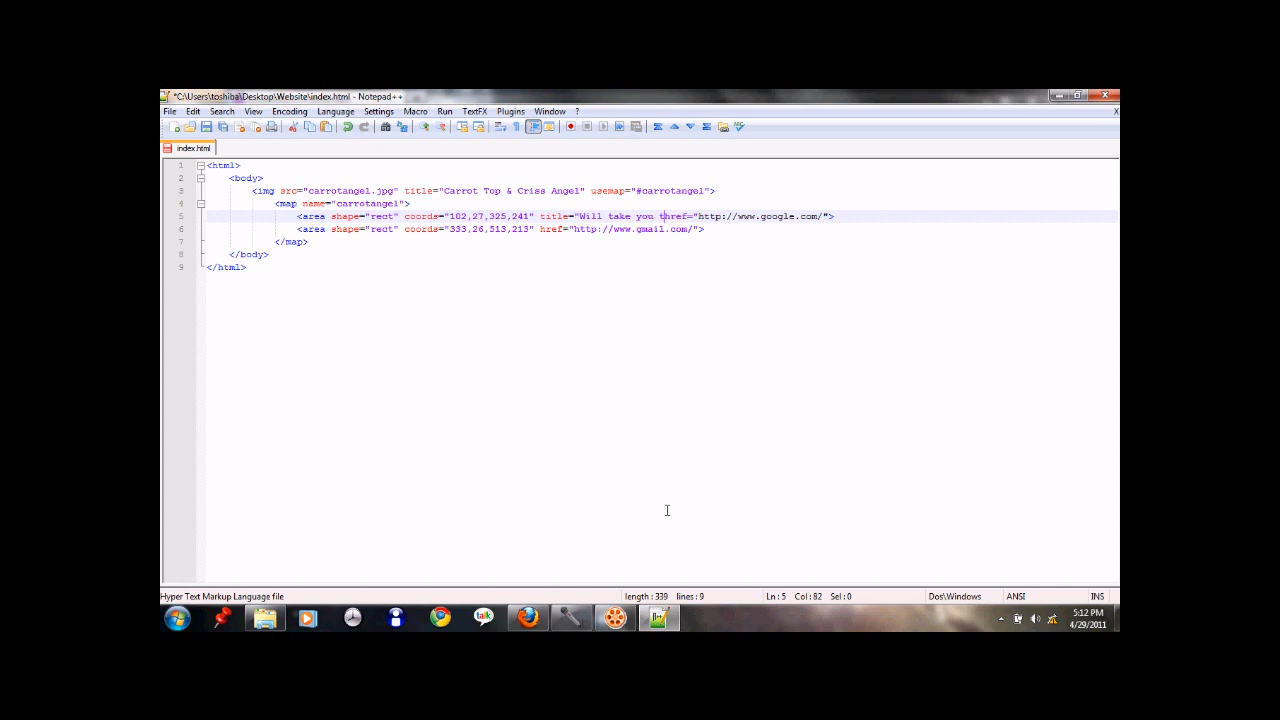 *C:\Users\toshiba\Desktop\Website\index.html - Notepad++
File Edit Search View Encoding Language Settings Macro Run TextFX Plugins Window ? X
index.html
1 <html>
2 <body>
3 <img src="carrotangel.jpg" title="Carrot Top & Criss Angel" usemap="#carrotangel">
4 <map name="carrotangel">
5 <area shape="rect" coords="102,27,325,241" title="Will take you thref="http://www.google.com/">
6 <area shape="rect" coords="333,26,513,213" href="http://www.gmail.com/">
7 </map>
8 </body>
9 </html>
Hyper Text Markup Language file length : 339 lines : 9 Ln : 5 Col : 82 Sel : 0 Dos\Windows ANSI INS
talk
5:12 PM
4/29/2011